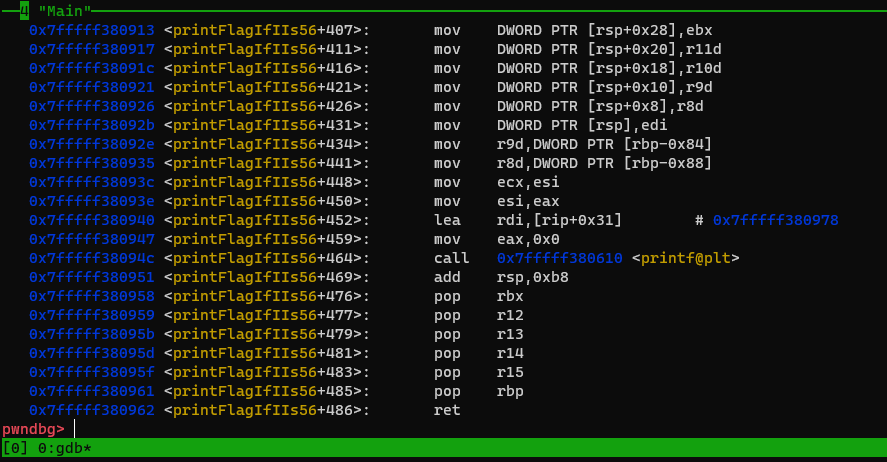 4 "Main"
0x7fffff380913 <printFlagIfIIs56+407>: mov DWORD PTR [rsp+0x28],ebx
0x7fffff380917 <printFlagIfIIs56+411>: mov DWORD PTR [rsp+0x20],r11d
0x7fffff38091c <printFlagIfIIs56+416>: mov DWORD PTR [rsp+0x18],r10d
0x7fffff380921 <printFlagIfIIs56+421>: mov DWORD PTR [rsp+0x10],r9d
0x7fffff380926 <printFlagIfIIs56+426>: mov DWORD PTR [rsp+0x8],r8d
0x7fffff38092b <printFlagIfIIs56+431>: mov DWORD PTR [rsp],edi
0x7fffff38092e <printFlagIfIIs56+434>: mov r9d,DWORD PTR [rbp-0x84]
0x7fffff380935 <printFlagIfIIs56+441>: mov r8d,DWORD PTR [rbp-0x88]
0x7fffff38093c <printFlagIfIIs56+448>: mov ecx,esi
0x7fffff38093e <printFlagIfIIs56+450>: mov esi,eax
0x7fffff380940 <printFlagIfIIs56+452>: lea rdi,[rip+0x31] # 0x7fffff380978
0x7fffff380947 <printFlagIfIIs56+459>: mov eax,0x0
0x7fffff38094c <printFlagIfIIs56+464>: call 0x7fffff380610 <printf@plt>
0x7fffff380951 <printFlagIfIIs56+469>: add rsp,0xb8
0x7fffff380958 <printFlagIfIIs56+476>: pop rbx
0x7fffff380959 <printFlagIfIIs56+477>: pop r12
0x7fffff38095b <printFlagIfIIs56+479>: pop r13
0x7fffff38095d <printFlagIfIIs56+481>: pop r14
0x7fffff38095f <printFlagIfIIs56+483>: pop r15
0x7fffff380961 <printFlagIfIIs56+485>: pop rbp
0x7fffff380962 <printFlagIfIIs56+486>: ret
pwndbg>
[0] 0:gdb*